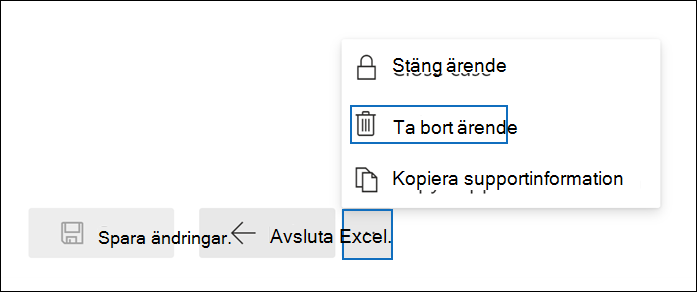 Stäng ärende
Ta bort ärende
Kopiera supportinformation
Spara ändringar.
Avsluta Excel.